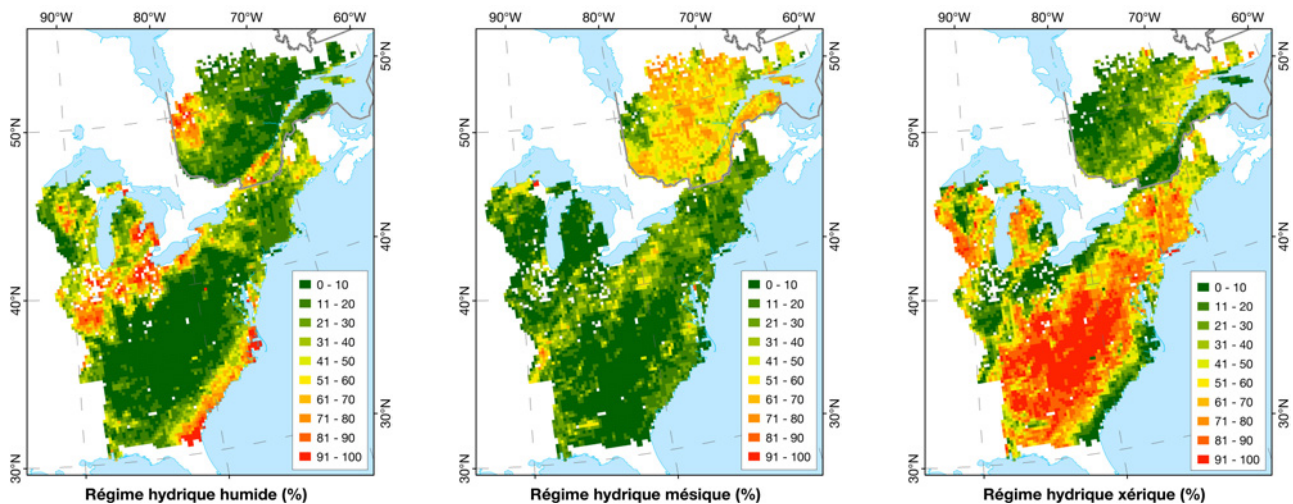 90°W 80°W 70°W 60°W
50°N
50°N
40°N
40°N
30°N
30°N
0 - 10
11 - 20
21 - 30
31 - 40
41 - 50
51 - 60
61 - 70
71 - 80
81 - 90
91 - 100
Régime hydrique humide (%)
90°W 80°W 70°W 60°W
50°N
50°N
40°N
40°N
30°N
30°N
0 - 10
11 - 20
21 - 30
31 - 40
41 - 50
51 - 60
61 - 70
71 - 80
81 - 90
91 - 100
Régime hydrique mésique (%)
90°W 80°W 70°W 60°W
50°N
50°N
40°N
40°N
30°N
30°N
0 - 10
11 - 20
21 - 30
31 - 40
41 - 50
51 - 60
61 - 70
71 - 80
81 - 90
91 - 100
Régime hydrique xérique (%)